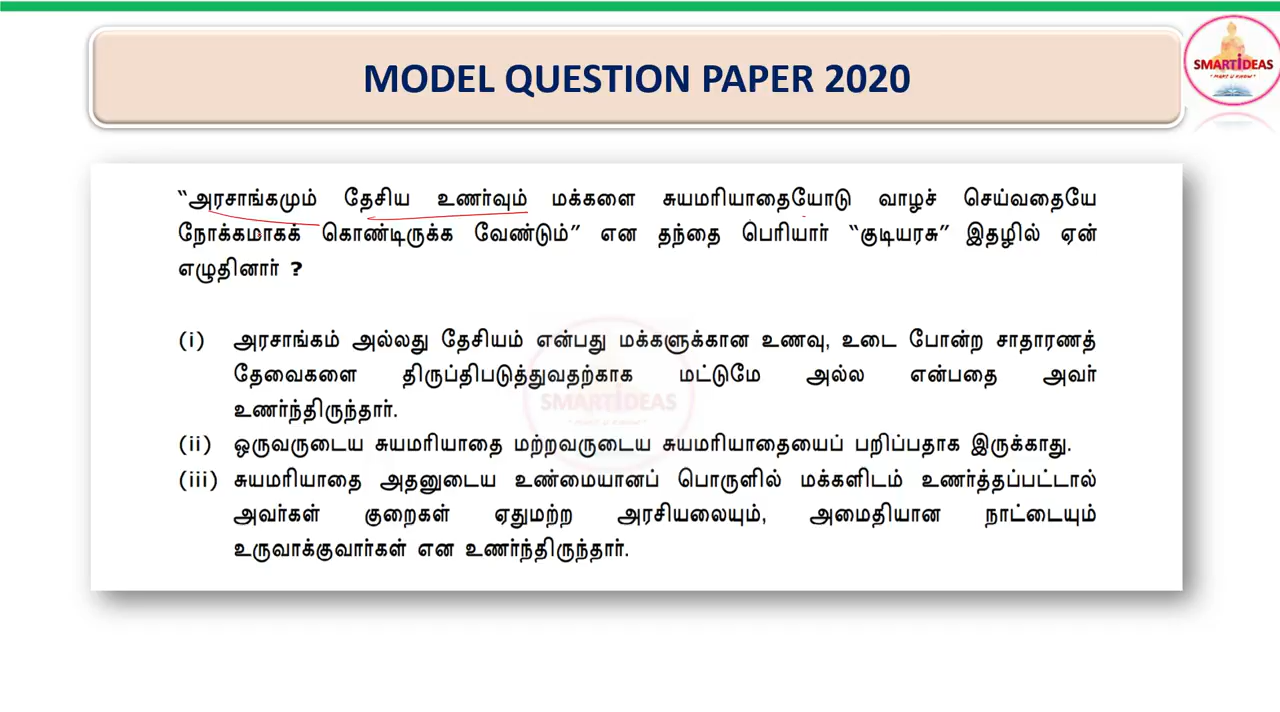 MODEL QUESTION PAPER 2020
SMARTIDEAS
"அரசாங்கமும் தேசிய உணர்வும் மக்களை சுயமரியாதையோடு வாழச் செய்வதையே
நோக்கமாகக் கொண்டிருக்க வேண்டும்" என தந்தை பெரியார் "குடியரசு" இதழில் ஏன்
எழுதினார் ?
(i) அரசாங்கம் அல்லது தேசியம் என்பது மக்களுக்கான உணவு, உடை போன்ற சாதாரணத்
தேவைகளை திருப்திபடுத்துவதற்காக மட்டுமே அல்ல என்பதை அவர்
உணர்ந்திருந்தார்.
(ii) ஒருவருடைய சுயமரியாதை மற்றவருடைய சுயமரியாதையைப் பறிப்பதாக இருக்காது.
(iii) சுயமரியாதை அதனுடைய உண்மையானப் பொருளில் மக்களிடம் உணர்த்தப்பட்டால்
அவர்கள் குறைகள் ஏதுமற்ற அரசியலையும், அமைதியான நாட்டையும்
உருவாக்குவார்கள் என உணர்ந்திருந்தார்.
SMARTIDEAS